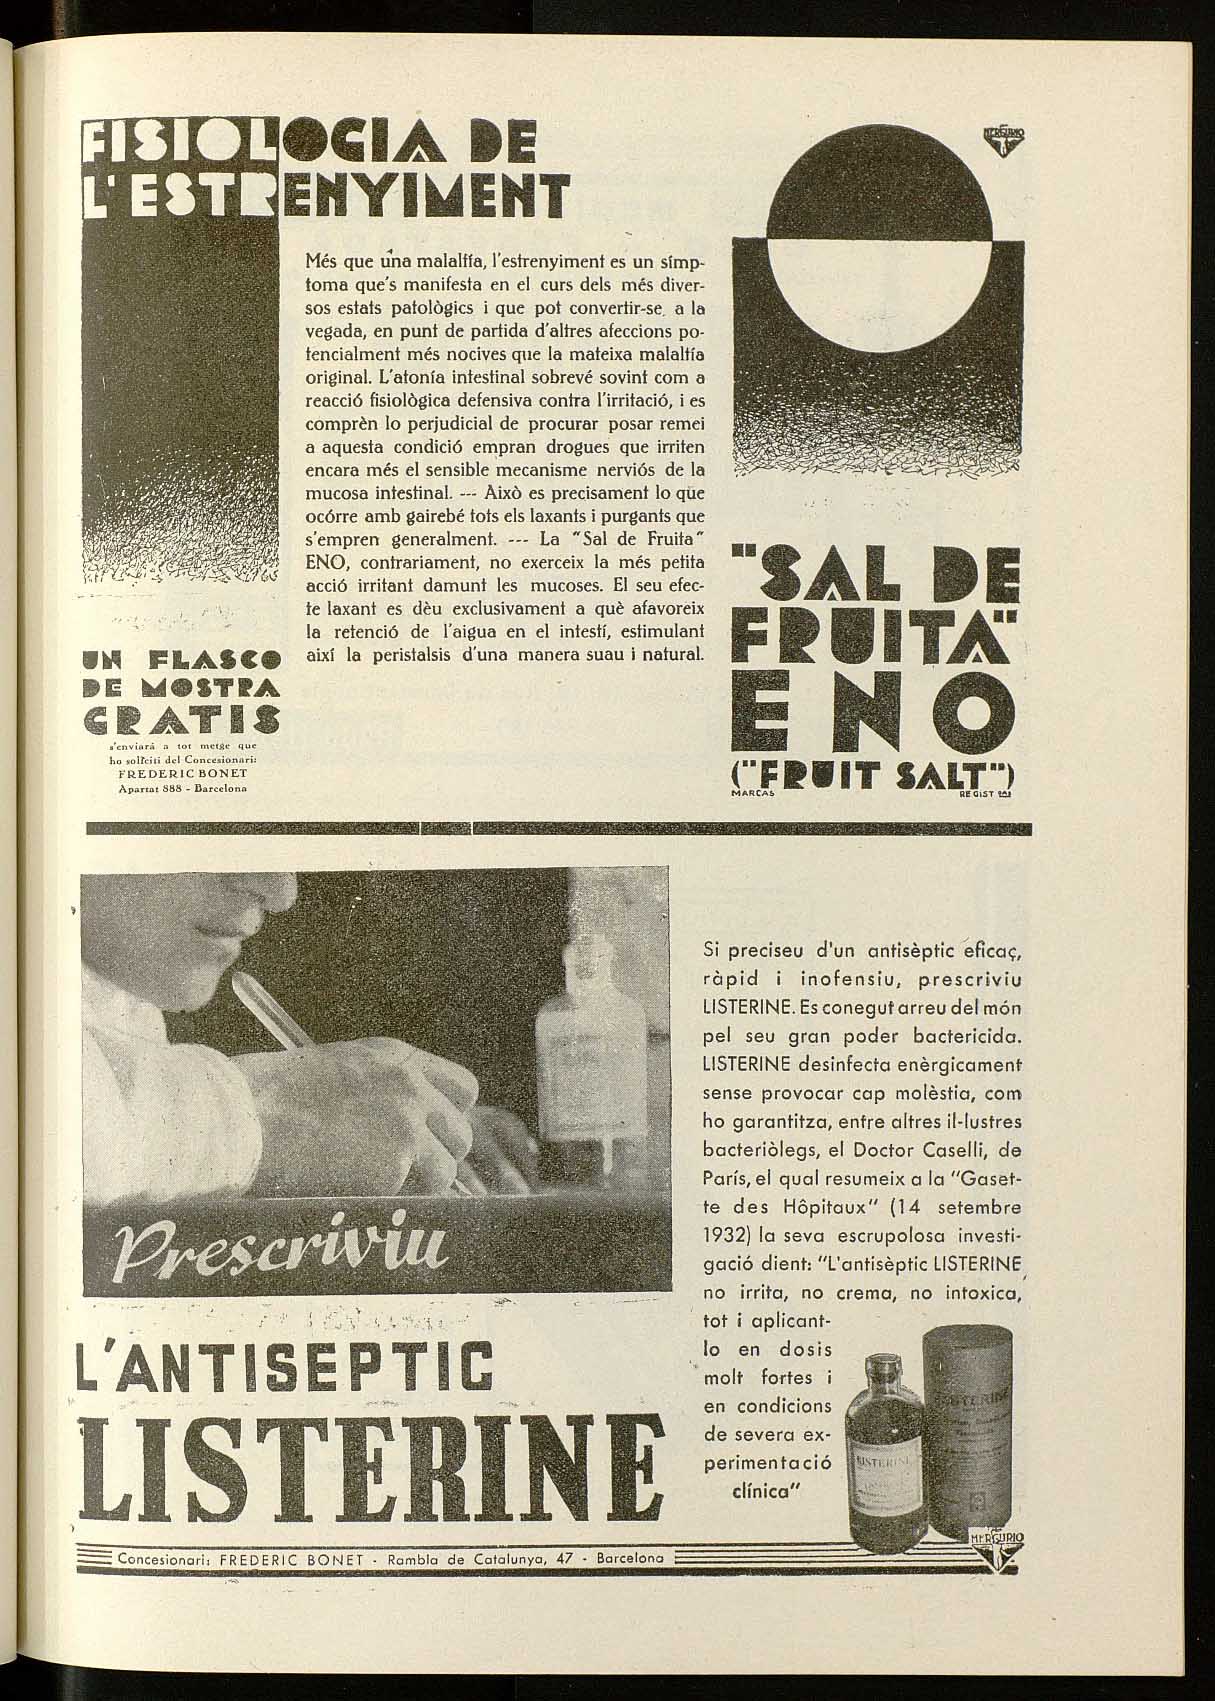 FISIOLOGIA DE
L'ESTRENYIMENT
MERCURIO
Més que una malaltía, l'estrenyiment es un símp-
toma que's manifesta en el curs dels més diver-
sos estats patològics i que pot convertir-se, a la
vegada, en punt de partida d'altres afeccions po-
tencialment més nocives que la mateixa malaltía
original. L'atonía intestinal sobrevé sovint com a
reacció fisiològica defensiva contra l'irritació, i es
comprèn lo perjudicial de procurar posar remei
a aquesta condició empran drogues que irriten
encara més el sensible mecanisme nerviós de la
mucosa intestinal. --- Això es precisament lo que
ocórre amb gairebé tots els laxants i purgants que
s'empren generalment. --- La "Sal de Fruita"
ENO, contrariament, no exerceix la més petita
acció irritant damunt les mucoses. El seu efec-
te laxant es dèu exclusivament a què afavoreix
la retenció de l'aigua en el intestí, estimulant
així la peristalsis d'una manera suau i natural.
UN FLASCO
DE MOSTRA
GRATIS
s'enviará a tot metge que
ho sol'leiti del Concesionari:
FREDERIC BONET
Apartat 888 - Barcelona
"SAL DE
FRUITA"
ENO
("FRUIT SALT")
MARCAS REGIST RAS
Si preciseu d'un antisèptic eficaç,
ràpid i inofensiu, prescriviu
LISTERINE. Es conegut arreu del món
pel seu gran poder bactericida.
LISTERINE desinfecta enèrgicament
sense provocar cap molèstia, com
ho garantitza, entre altres il-lustres
bacteriòlegs, el Doctor Caselli, de
París, el qual resumeix a la "Gaset-
te des Hôpitaux" (14 setembre
1932) la seva escrupolosa investi-
gació dient: "L'antisèptic LISTERINE
no irrita, no crema, no intoxica,
tot i aplicant-
lo en dosis
molt fortes i
en condicions
de severa ex-
perimentació
clínica"
Prescriviu
L'ANTISEPTIC
LISTERINE
LISTERINE
LISTERINE
MERCURIO
Concesionari: FREDERIC BONET - Rambla de Catalunya, 47 - Barcelona